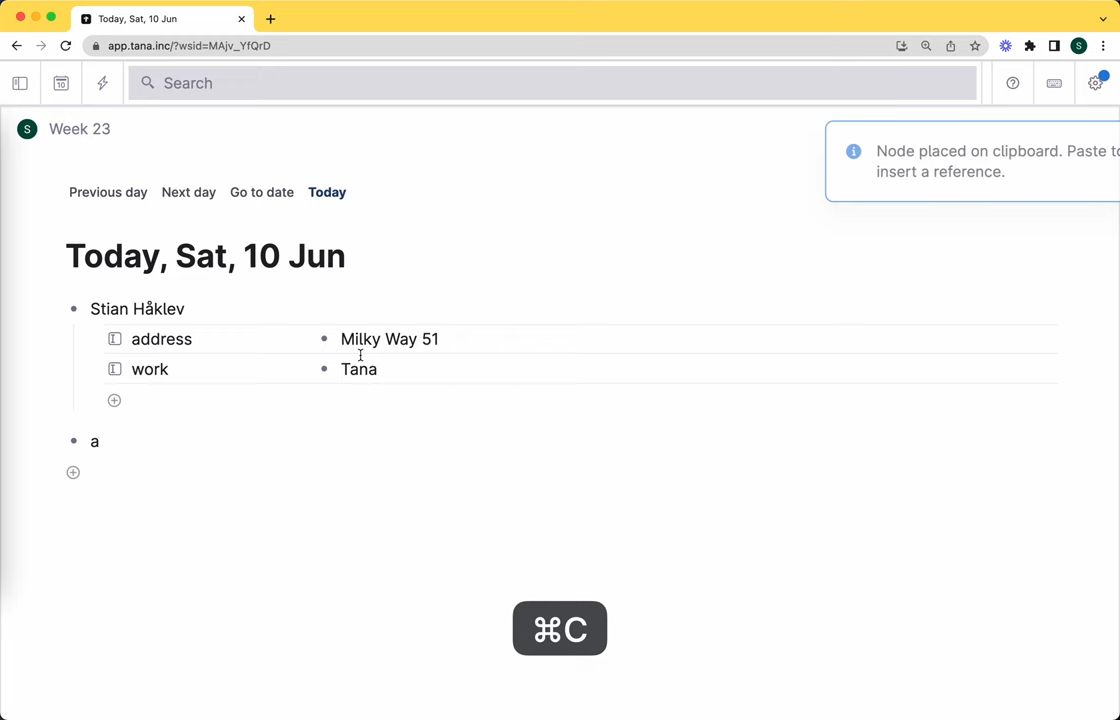 Today, Sat, 10 Jun
app.tana.inc/?wsid=MAjv_YfQrD
S
10
Search
S Week 23
Node placed on clipboard. Paste to
insert a reference.
Previous day Next day Go to date Today
Today, Sat, 10 Jun
Stian Håklev
address Milky Way 51
work Tana
a
⌘C